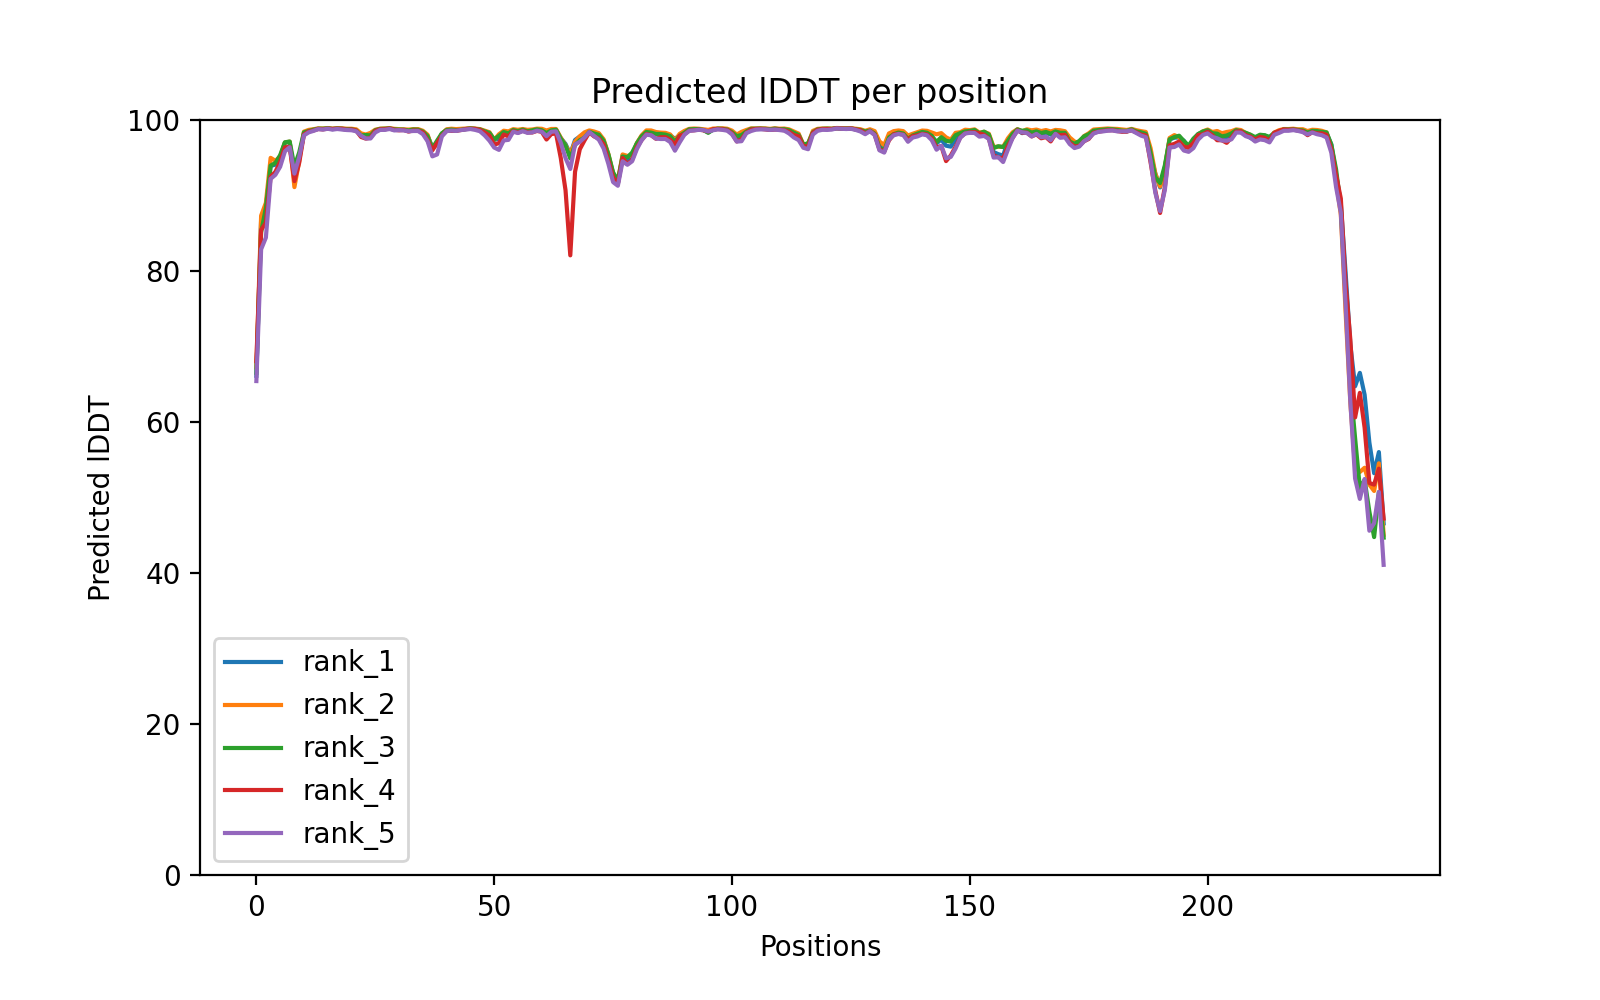 Predicted lDDT per position
100
80
60
40
20
0
Predicted lDDT
rank_1
rank_2
rank_3
rank_4
rank_5
0 50 100 150 200
Positions